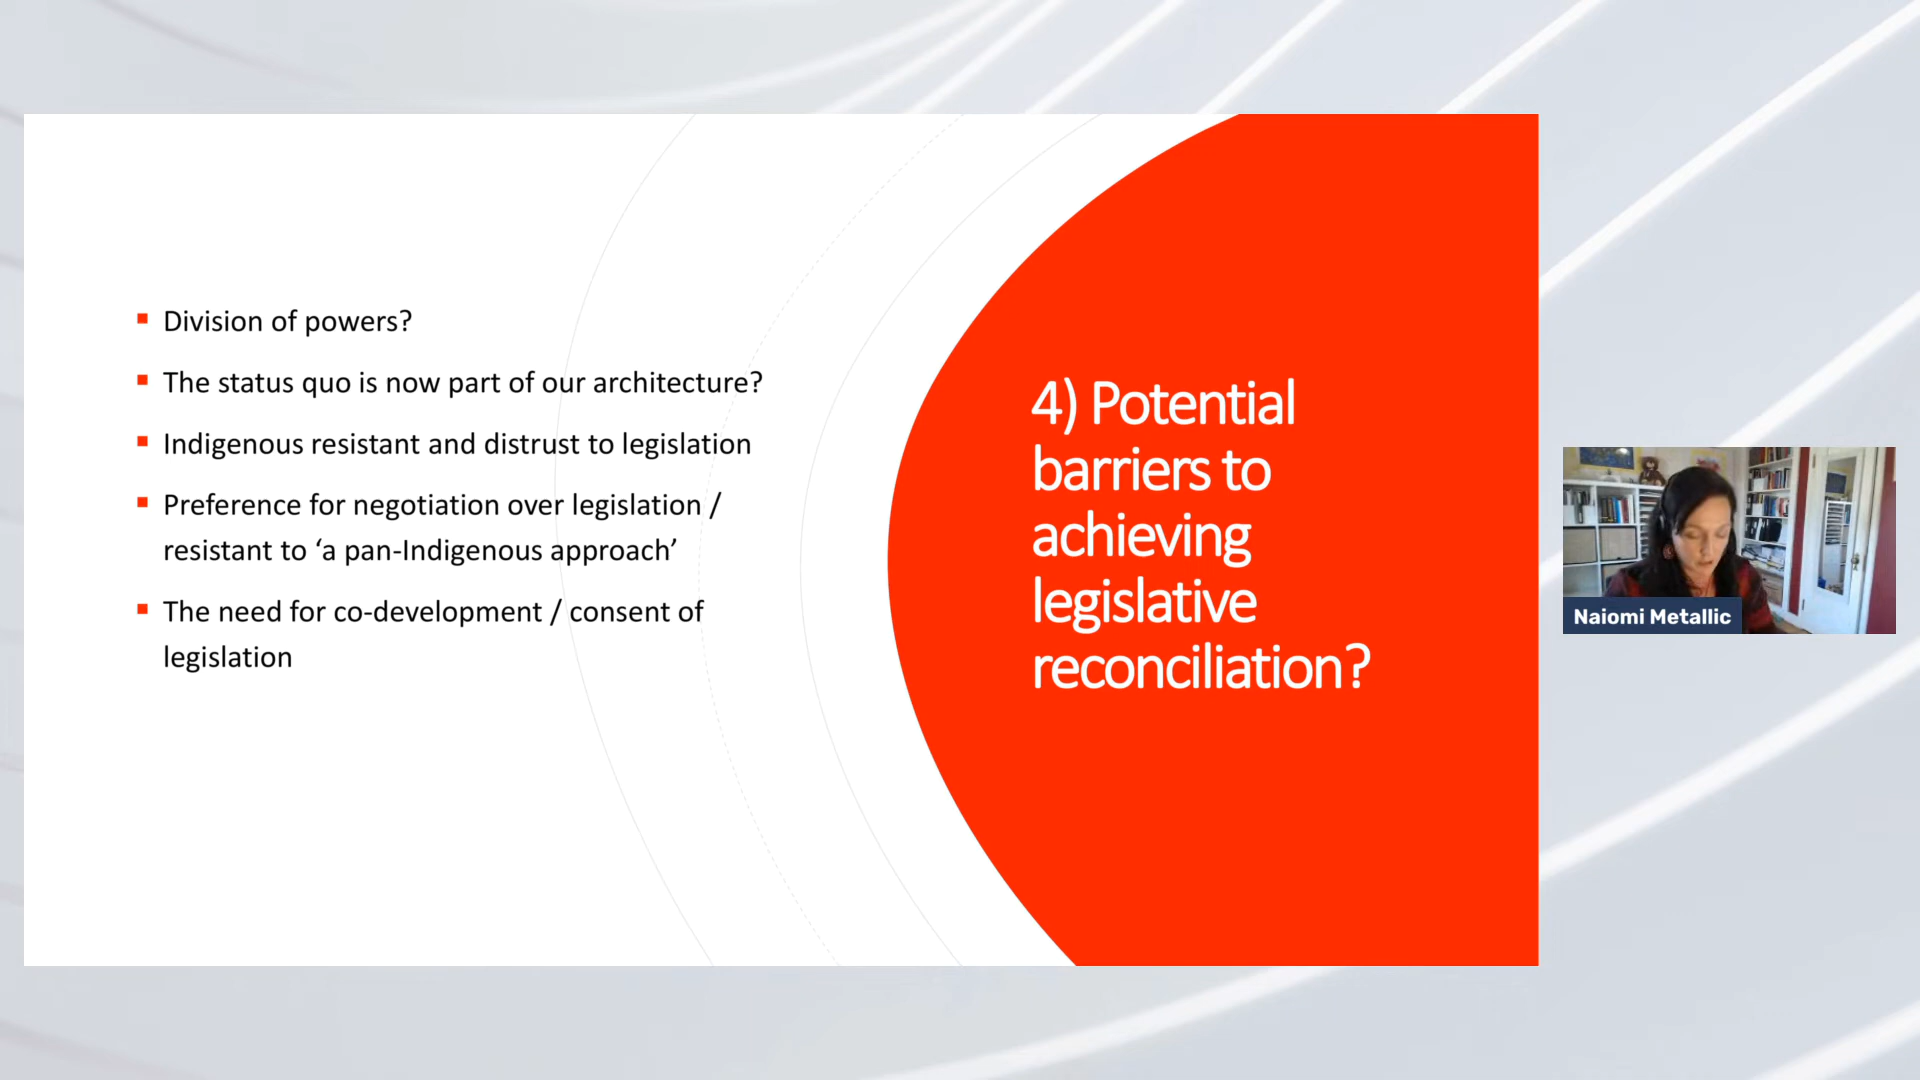 Division of powers?
The status quo is now part of our architecture?
Indigenous resistant and distrust to legislation
Preference for negotiation over legislation /
resistant to ‘a pan-Indigenous approach’
The need for co-development / consent of
legislation
4) Potential
barriers to
achieving
legislative
reconciliation?
Naiomi Metallic